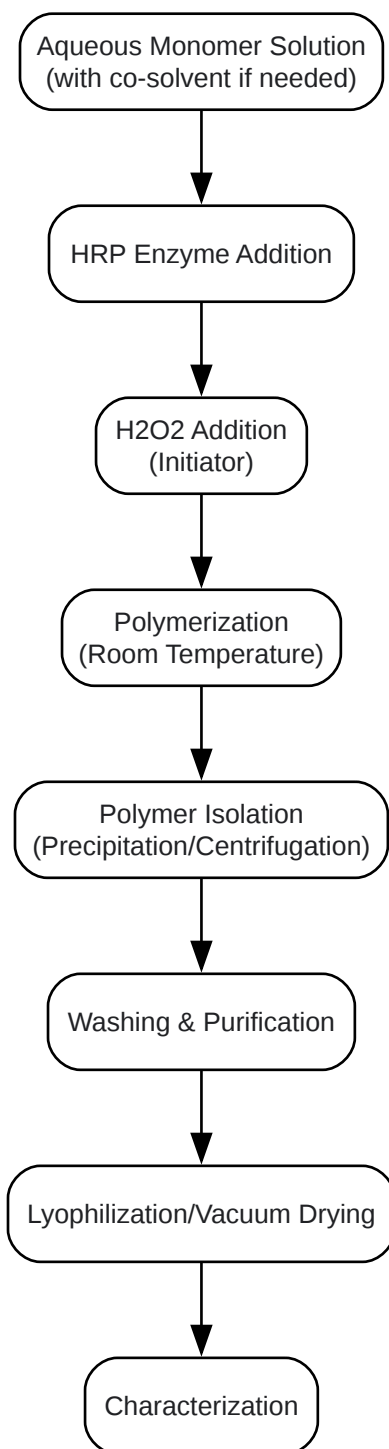 Aqueous Monomer Solution
(with co-solvent if needed)
HRP Enzyme Addition
H2O2 Addition
(Initiator)
Polymerization
(Room Temperature)
Polymer Isolation
(Precipitation/Centrifugation)
Washing & Purification
Lyophilization/Vacuum Drying
Characterization